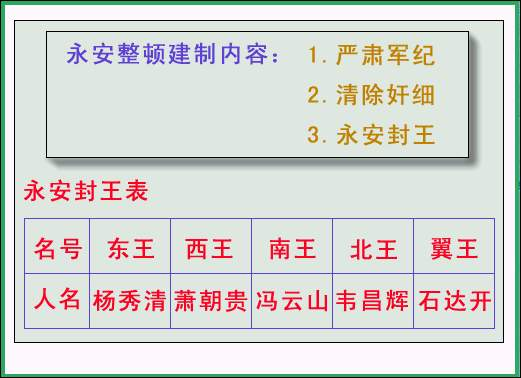 永安整顿建制内容：1.严肃军纪
2.清除奸细
3.永安封王
永安封王表
名号 东王 西王 南王 北王 翼王
人名 杨秀清 萧朝贵 冯云山 韦昌辉 石达开